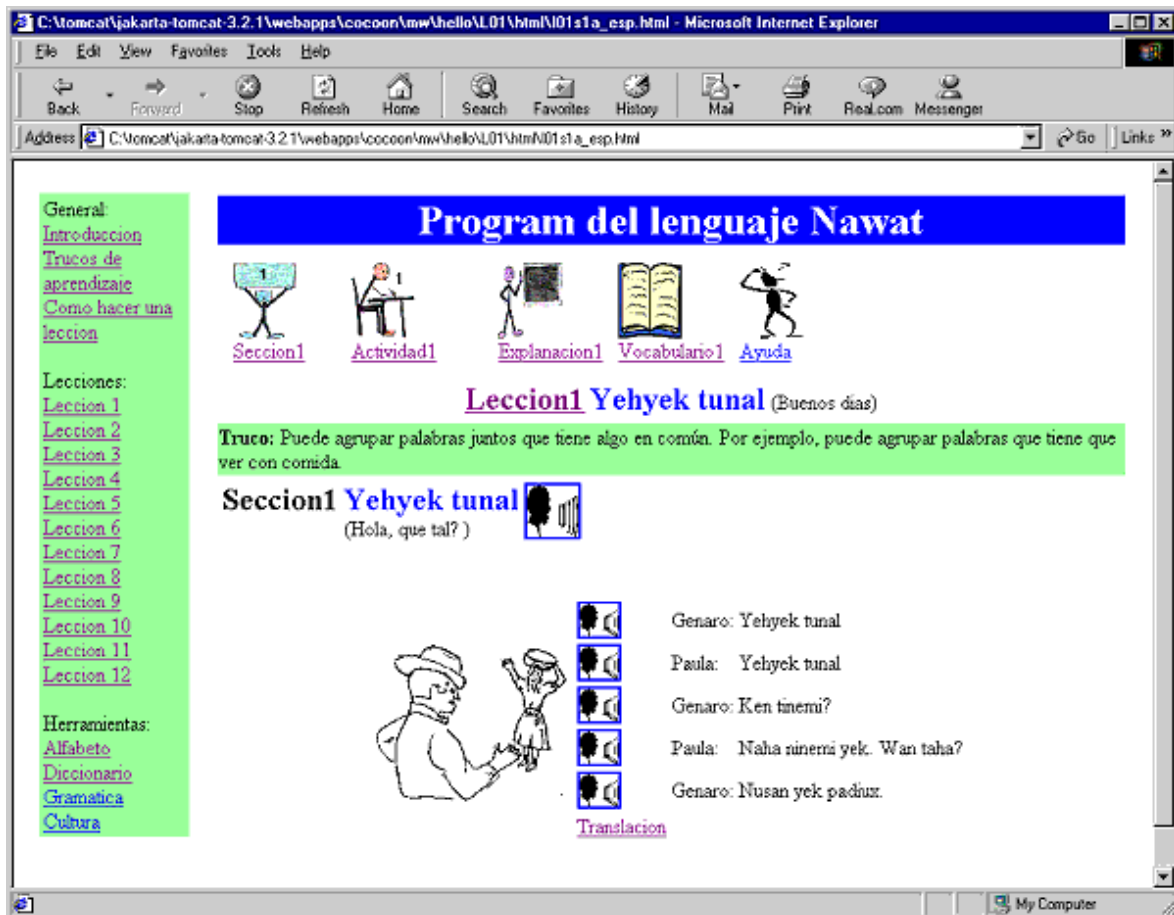 C:\tomcat\jakarta-tomcat-3.2.1\webapps\cocoon\mw\hello\L01\html\l01s1a_esp.html - Microsoft Internet Explorer
File Edit View Favorites Tools Help
Back Forward Stop Refresh Home Search Favorites History Mail Print Real.com Messenger
Address C:\tomcat\jakarta-tomcat-3.2.1\webapps\cocoon\mw\hello\L01\html\l01s1a_esp.html Go Links »
General:
Introduccion
Trucos de
aprendizaje
Como hacer una
leccion
Lecciones:
Leccion 1
Leccion 2
Leccion 3
Leccion 4
Leccion 5
Leccion 6
Leccion 7
Leccion 8
Leccion 9
Leccion 10
Leccion 11
Leccion 12
Herramientas:
Alfabeto
Diccionario
Gramatica
Cultura
Program del lenguaje Nawat
1 1
Seccion1 Actividad1 Explanacion1 Vocabulario1 Ayuda
Leccion1 Yehyek tunal (Buenos dias)
Truco: Puede agrupar palabras juntos que tiene algo en común. Por ejemplo, puede agrupar palabras que tiene que
ver con comida.
Seccion1 Yehyek tunal
(Hola, que tal? )
Genaro: Yehyek tunal
Paula: Yehyek tunal
Genaro: Ken tinemi?
Paula: Naha ninemi yek. Wan taha?
Genaro: Nusan yek padiux.
Translacion
My Computer